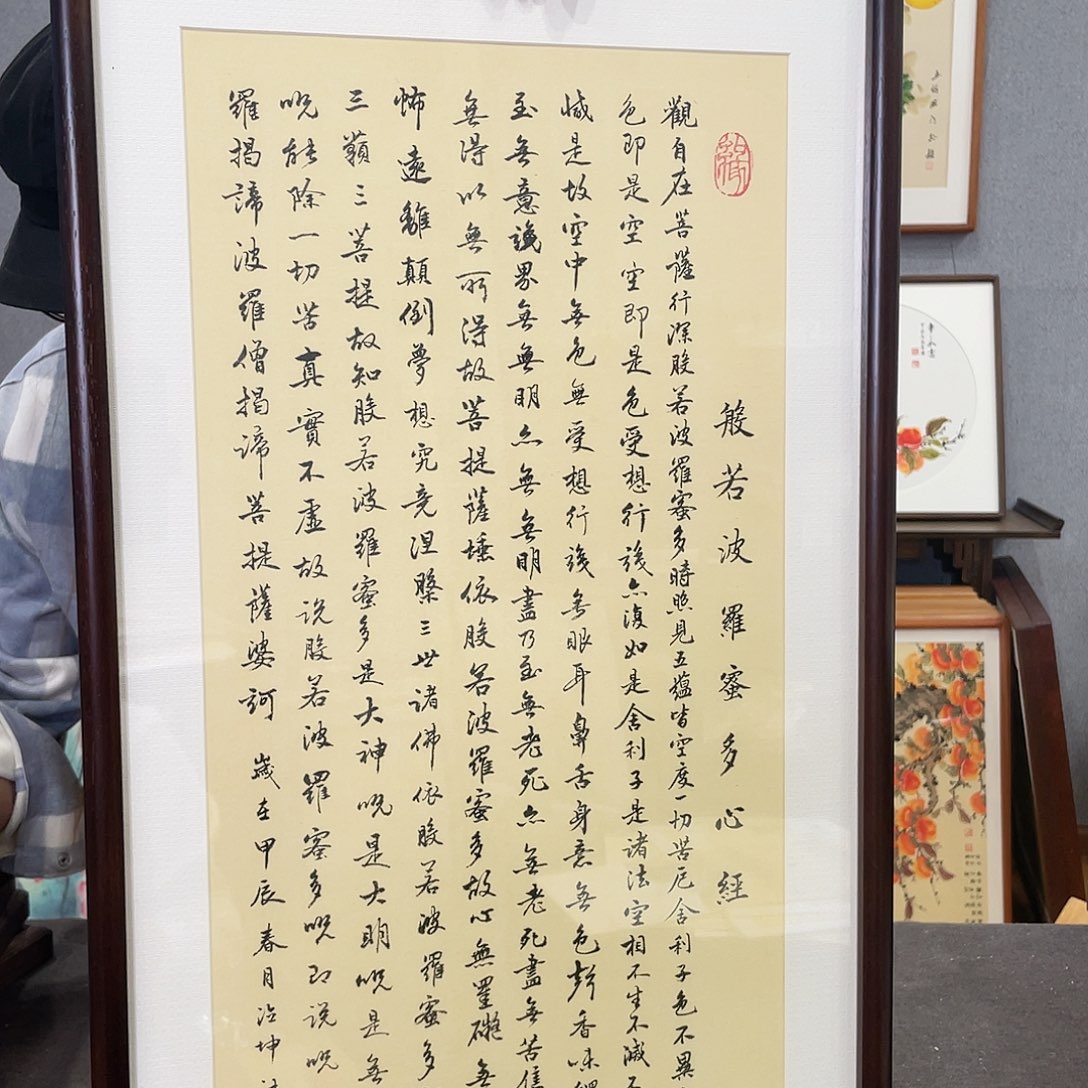 般若波羅蜜多心經
觀自在菩薩行深般若波羅蜜多時照見五蘊皆空度一切苦厄舍利子色不異
色即是空空即是色受想行識亦復如是舍利子是諸法空相不生不滅不
減是故空中無色無受想行識無眼耳鼻舌身意無色聲香味觸
至無意識界無無明亦無無明盡乃至無老死亦無老死盡無苦集
無得以無所得故菩提薩埵依般若波羅蜜多故心無罣礙無
怖遠離顛倒夢想究竟涅槃三世諸佛依般若波羅蜜多
三藐三菩提故知般若波羅蜜多是大神咒是大明咒是無
咒能除一切苦真實不虛故說般若波羅蜜多咒即說咒
羅揭諦波羅僧揭諦菩提薩婆訶 歲在甲辰春月冶坤